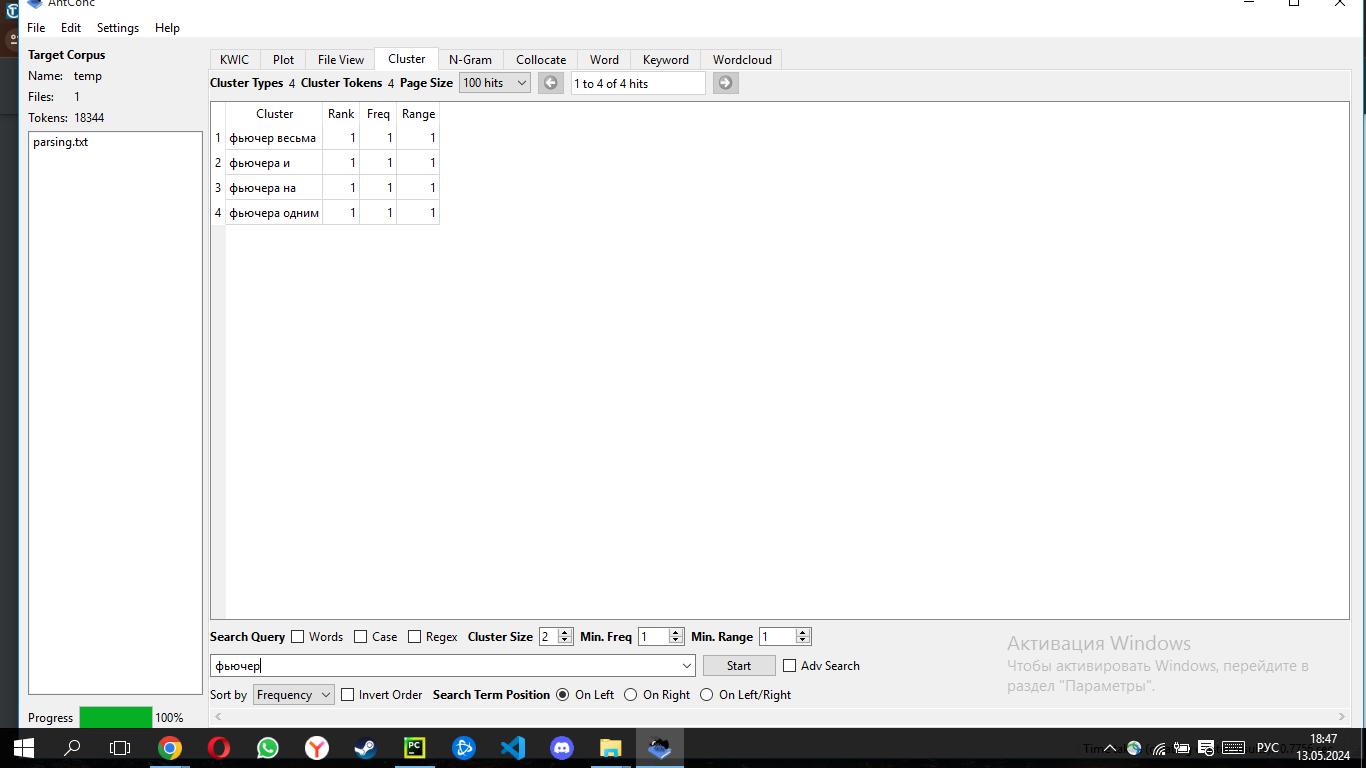 AntConc
File Edit Settings Help
Target Corpus
Name: temp
Files: 1
Tokens: 18344
parsing.txt
Progress 100%
KWIC Plot File View Cluster N-Gram Collocate Word Keyword Wordcloud
Cluster Types 4 Cluster Tokens 4 Page Size 100 hits 1 to 4 of 4 hits
Cluster Rank Freq Range
1 фьючер весьма 1 1 1
2 фьючера и 1 1 1
3 фьючера на 1 1 1
4 фьючера одним 1 1 1
Search Query Words Case Regex Cluster Size 2 Min. Freq 1 Min. Range 1
фьючер Start Adv Search
Sort by Frequency Invert Order Search Term Position On Left On Right On Left/Right
Активация Windows
Чтобы активировать Windows, перейдите в
раздел "Параметры".
РУС
18:47
13.05.2024